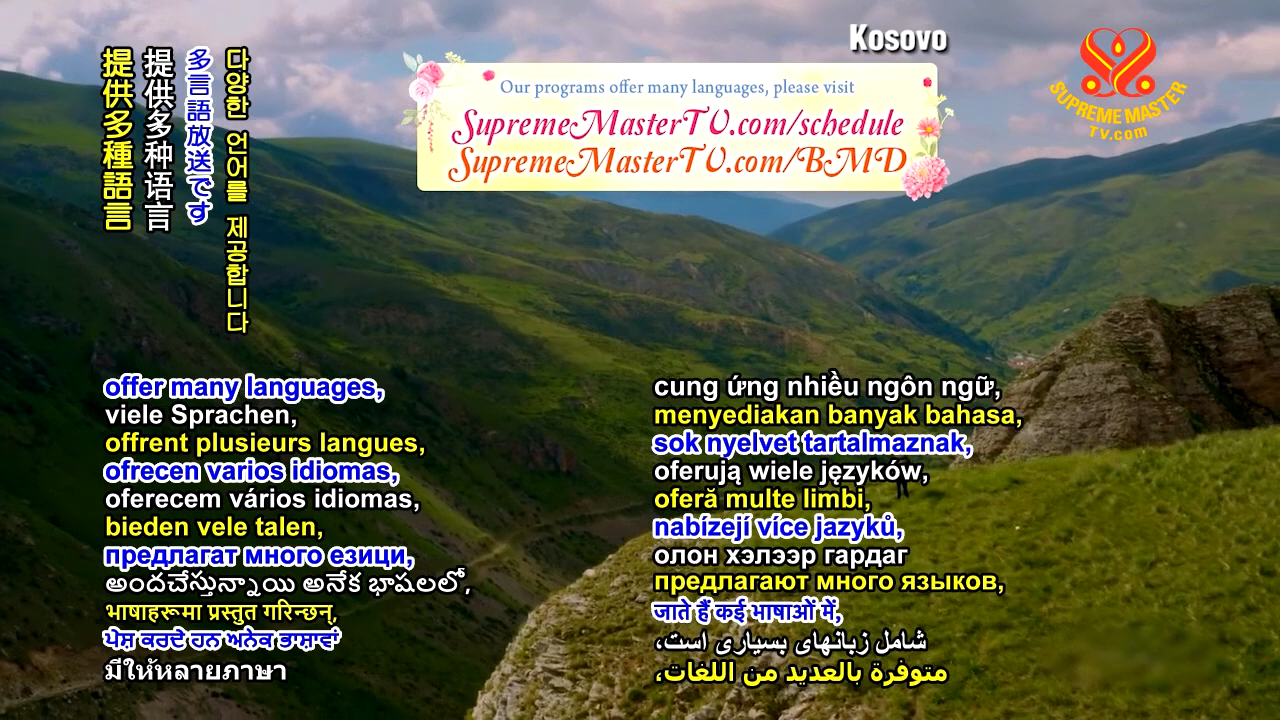 Kosovo
Our programs offer many languages, please visit
SupremeMasterTV.com/schedule
SupremeMasterTV.com/BMD
SUPREME MASTER
TV.com
提供多種語言
提供多种语言
多言語放送です
다양한 언어를 제공합니다
offer many languages,
viele Sprachen,
offrent plusieurs langues,
ofrecen varios idiomas,
oferecem vários idiomas,
bieden vele talen,
предлагат много езици,
అందచేస్తున్నాయి అనేక భాషలలో,
भाषाहरूमा प्रस्तुत गरिन्छन्,
ਪੇਸ਼ ਕਰਦੇ ਹਨ ਅਨੇਕ ਭਾਸ਼ਾਵਾਂ
มีให้หลายภาษา
cung ứng nhiều ngôn ngữ,
menyediakan banyak bahasa,
sok nyelvet tartalmaznak,
oferują wiele języków,
oferă multe limbi,
nabízejí více jazyků,
олон хэлээр гардаг
предлагают много языков,
जाते हैं कई भाषाओं में,
شامل زبانهای بسیاری است،
متوفرة بالعديد من اللغات،